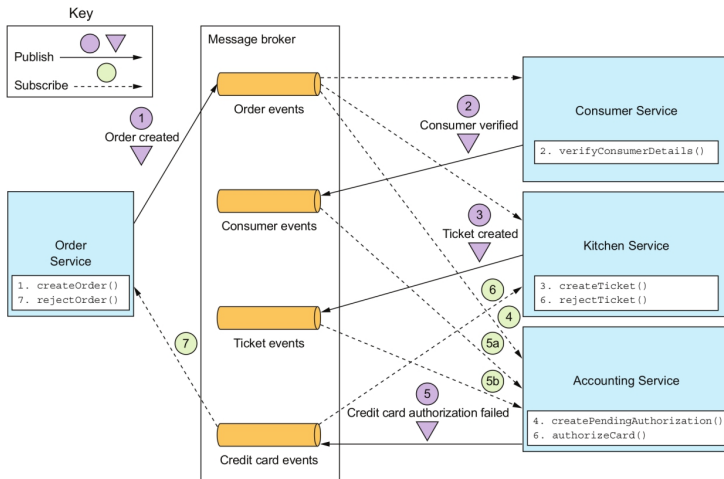 Key
Publish
Subscribe
Message broker
Order events
Consumer events
Ticket events
Credit card events
1
Order created
Order
Service
1. createOrder()
7. rejectOrder()
7
2
Consumer verified
Consumer Service
2. verifyConsumerDetails()
3
Ticket created
Kitchen Service
3. createTicket()
6. rejectTicket()
6
4
5a
5b
5
Credit card authorization failed
Accounting Service
4. createPendingAuthorization()
6. authorizeCard()